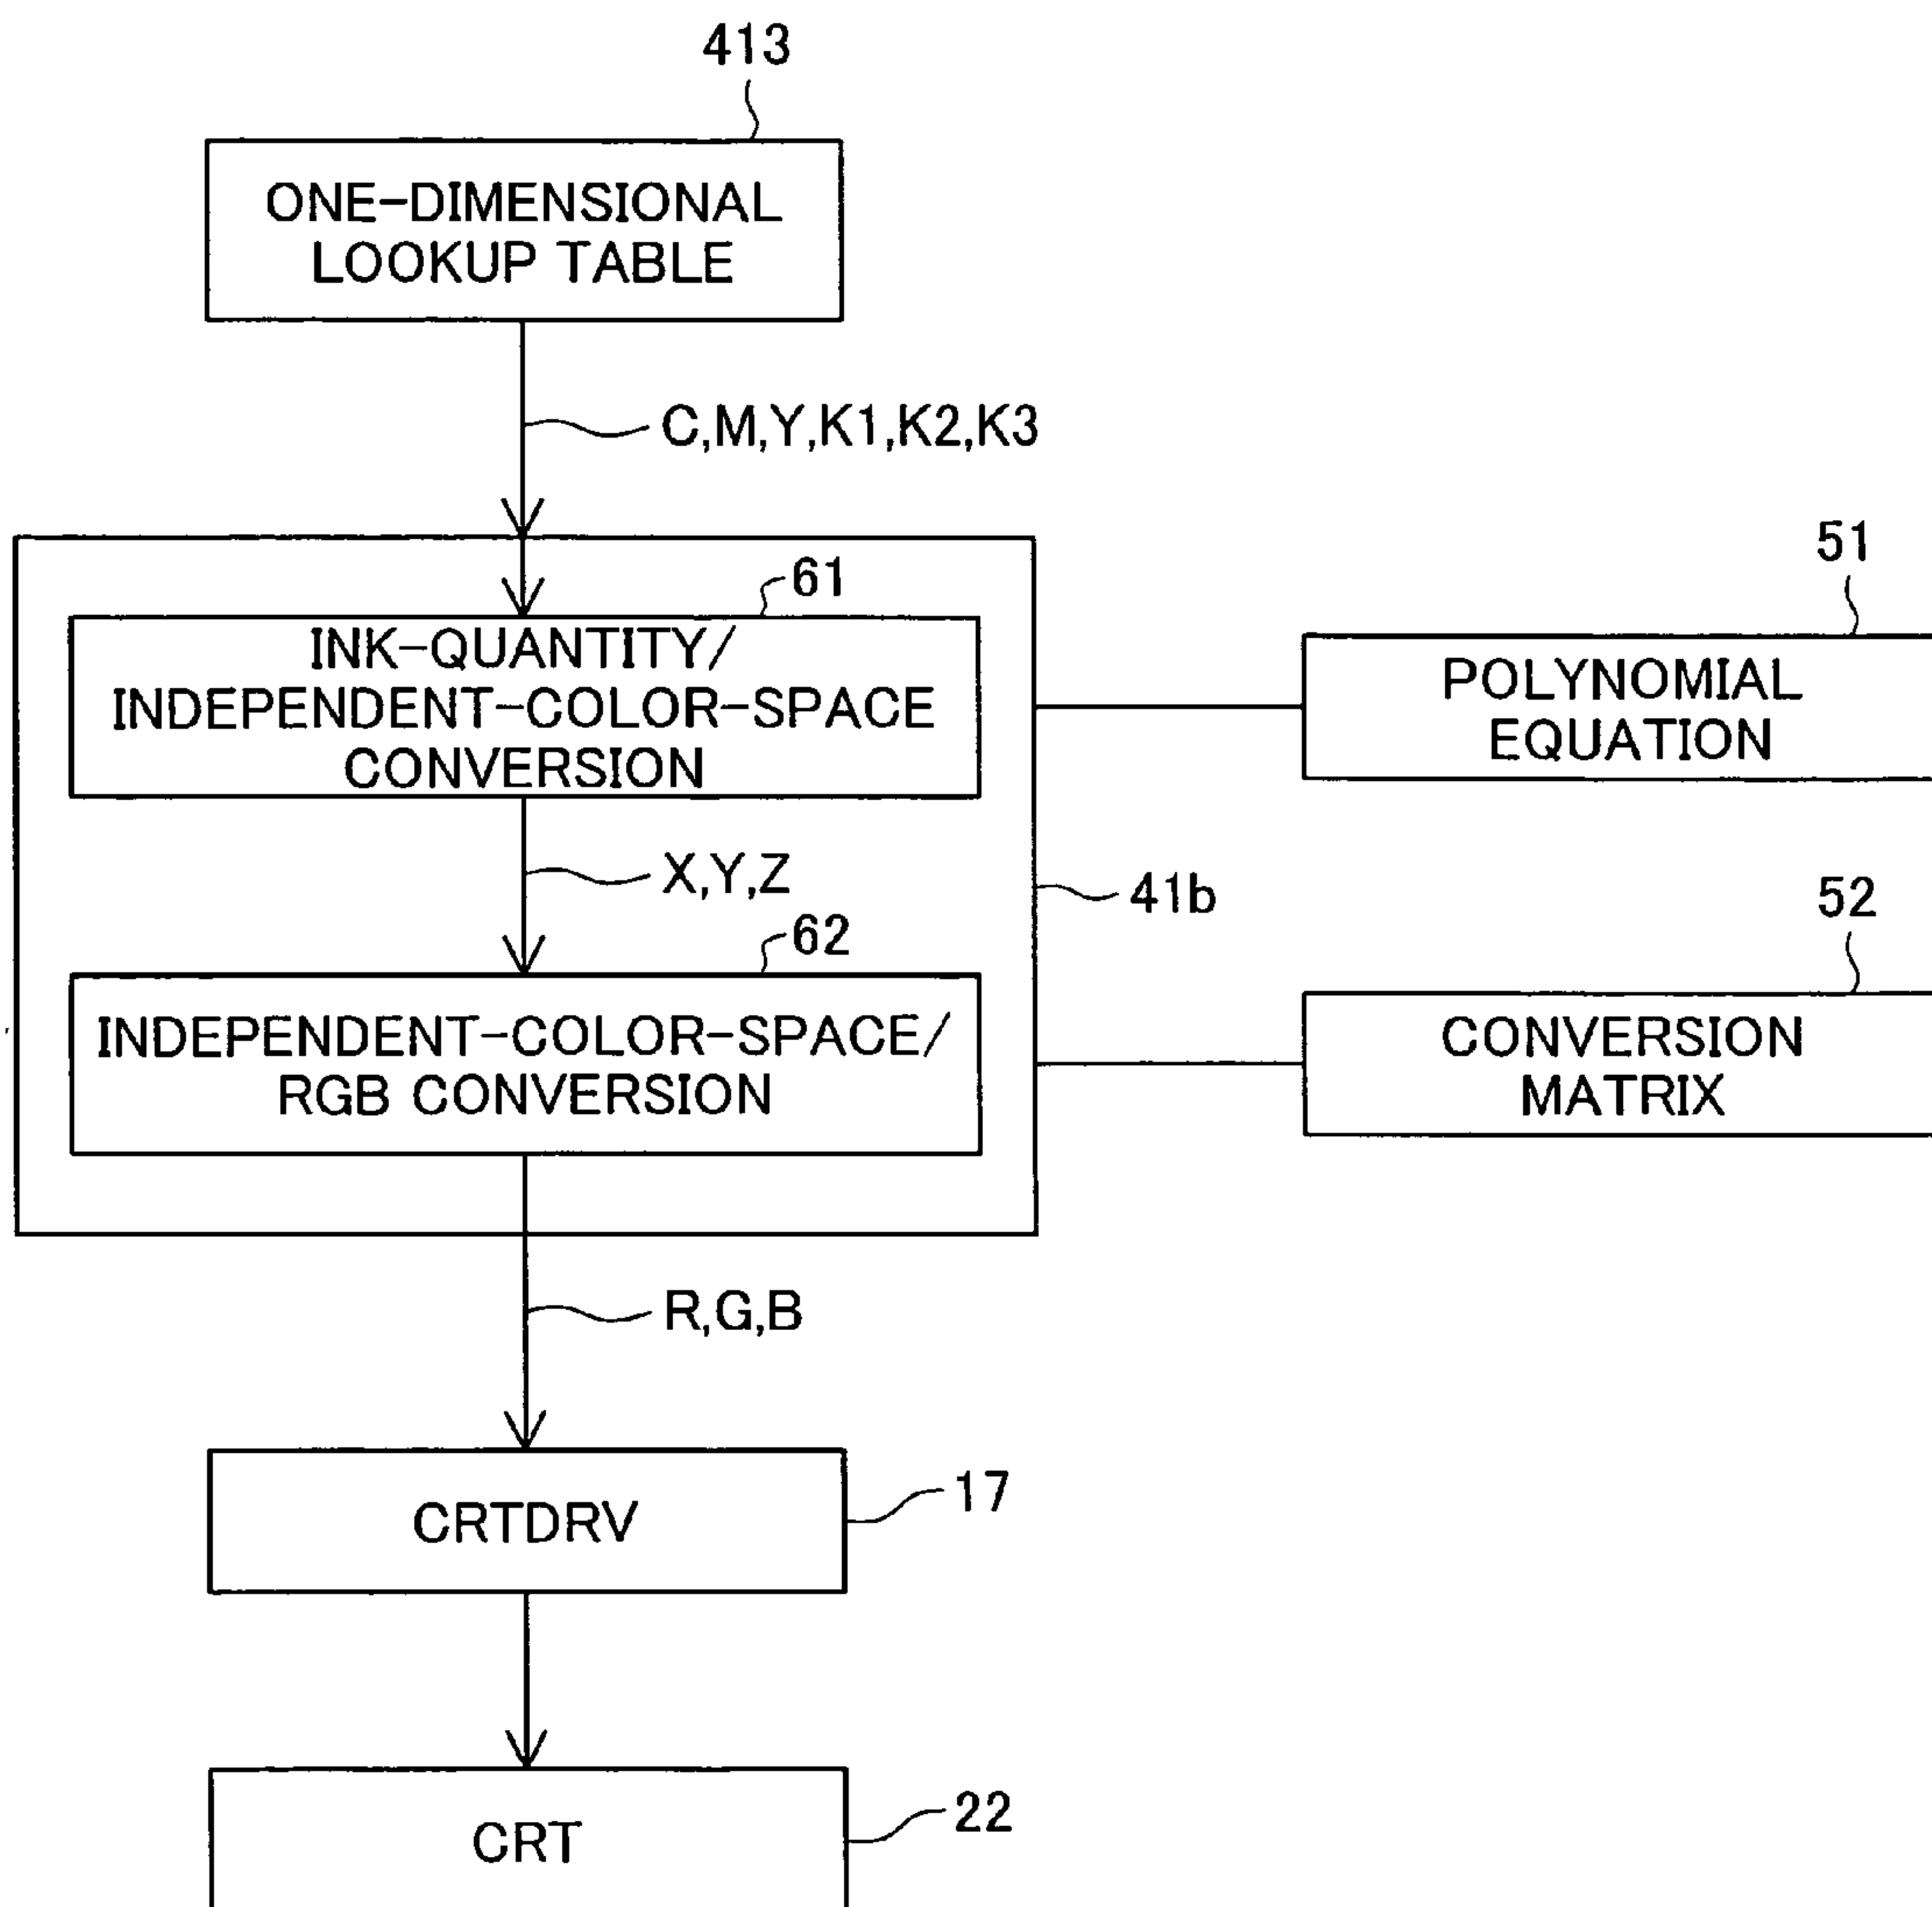 413
ONE-DIMENSIONAL
LOOKUP TABLE
C,M,Y,K1,K2,K3
61
INK-QUANTITY/
INDEPENDENT-COLOR-SPACE
CONVERSION
51
POLYNOMIAL
EQUATION
X,Y,Z
41b
62
INDEPENDENT-COLOR-SPACE/
RGB CONVERSION
52
CONVERSION
MATRIX
R,G,B
CRTDRV
17
CRT
22